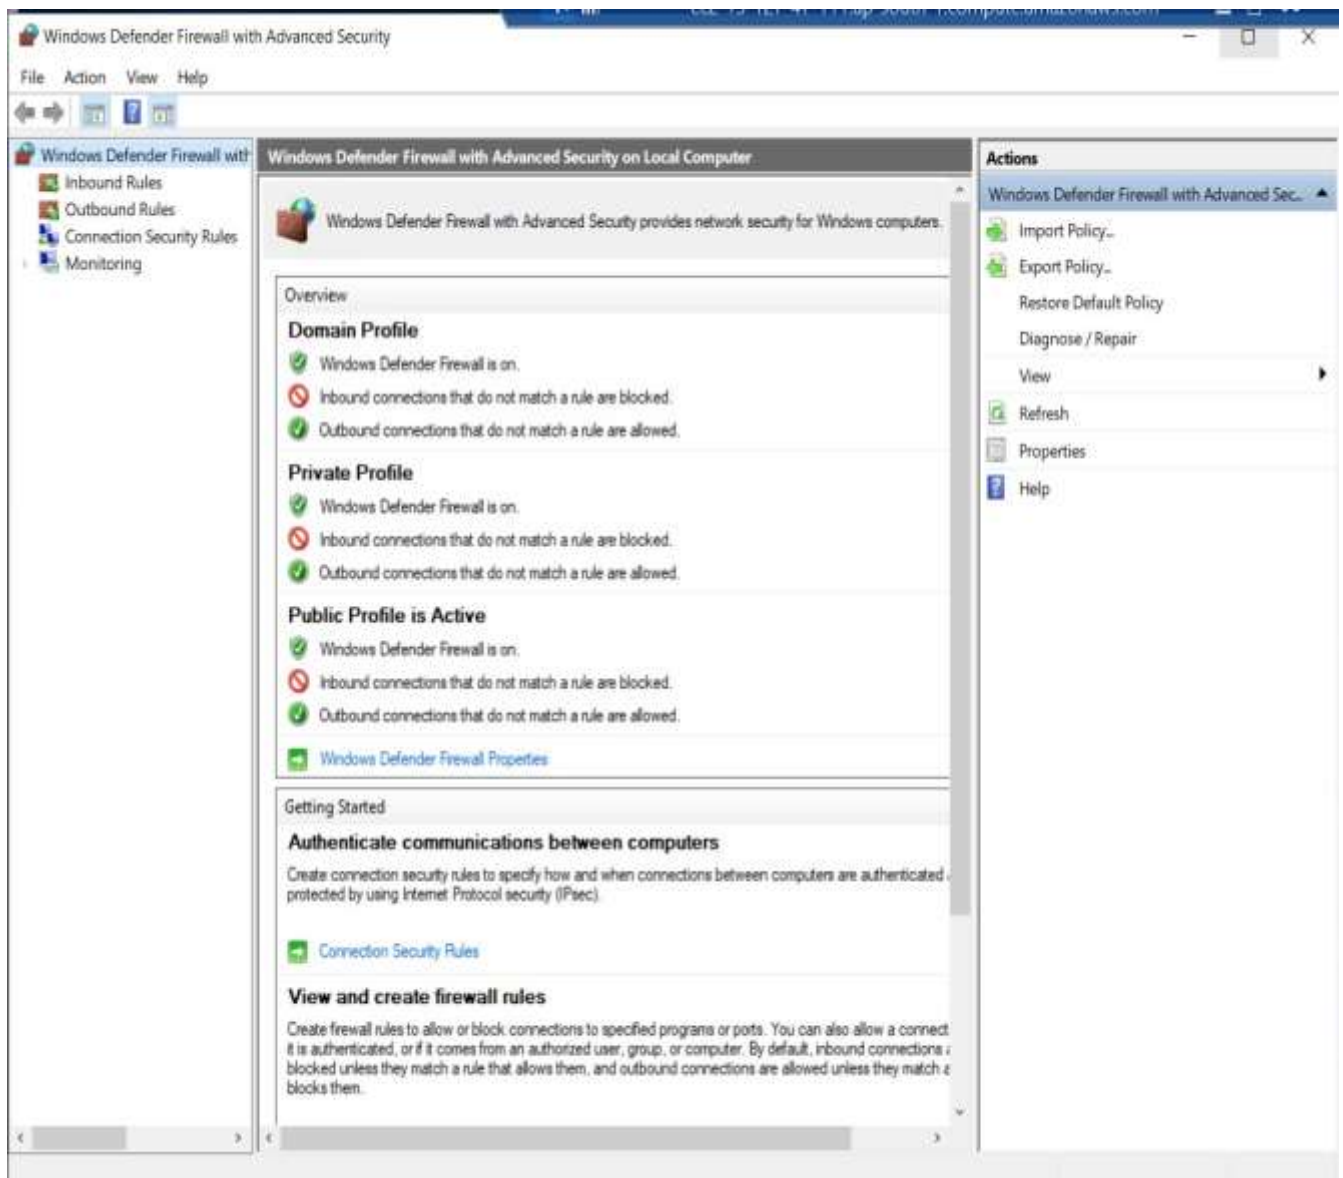 Windows Defender Firewall with Advanced Security
File Action View Help
Windows Defender Firewall with
Inbound Rules
Outbound Rules
Connection Security Rules
Monitoring
Windows Defender Firewall with Advanced Security on Local Computer
Windows Defender Firewall with Advanced Security provides network security for Windows computers.
Overview
Domain Profile
Windows Defender Firewall is on.
Inbound connections that do not match a rule are blocked.
Outbound connections that do not match a rule are allowed.
Private Profile
Windows Defender Firewall is on.
Inbound connections that do not match a rule are blocked.
Outbound connections that do not match a rule are allowed.
Public Profile is Active
Windows Defender Firewall is on.
Inbound connections that do not match a rule are blocked.
Outbound connections that do not match a rule are allowed.
Windows Defender Firewall Properties
Getting Started
Authenticate communications between computers
Create connection security rules to specify how and when connections between computers are authenticated
protected by using Internet Protocol security (IPsec).
Connection Security Rules
View and create firewall rules
Create firewall rules to allow or block connections to specified programs or ports. You can also allow a connect
it is authenticated, or if it comes from an authorized user, group, or computer. By default, inbound connections
blocked unless they match a rule that allows them, and outbound connections are allowed unless they match a
blocks them.
Actions
Windows Defender Firewall with Advanced Sec...
Import Policy...
Export Policy...
Restore Default Policy
Diagnose / Repair
View
Refresh
Properties
Help